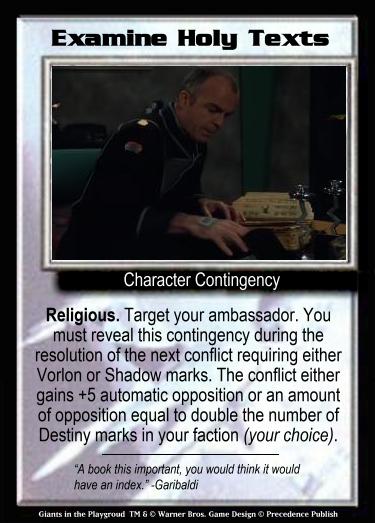 Examine Holy Texts
Character Contingency
Religious. Target your ambassador. You
must reveal this contingency during the
resolution of the next conflict requiring either
Vorlon or Shadow marks. The conflict either
gains +5 automatic opposition or an amount
of opposition equal to double the number of
Destiny marks in your faction (your choice).
“A book this important, you would think it would
have an index.” -Garibaldi
Giants in the Playgroud TM & © Warner Bros. Game Design © Precedence Publish